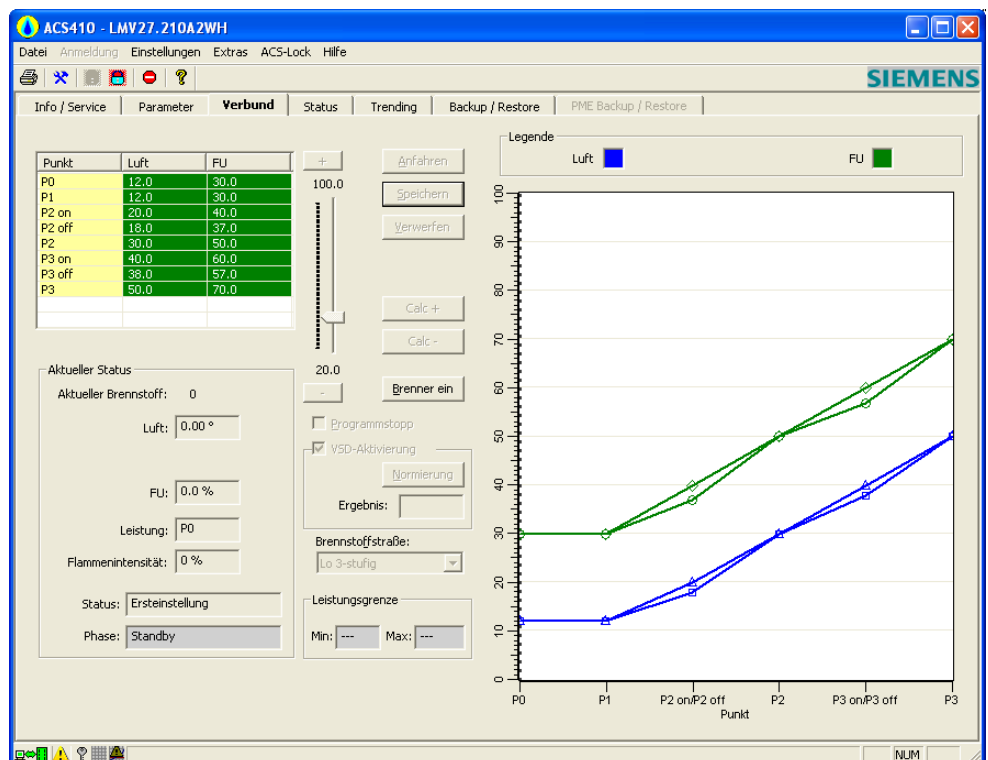 ACS410 - LMV27.210A2WH
Datei Anmeldung Einstellungen Extras ACS-Lock Hilfe
SIEMENS
Info / Service Parameter Verbund Status Trending Backup / Restore PME Backup / Restore
Punkt Luft FU
P0 12.0 30.0
P1 12.0 30.0
P2 on 20.0 40.0
P2 off 18.0 37.0
P2 30.0 50.0
P3 on 40.0 60.0
P3 off 38.0 57.0
P3 50.0 70.0
+
100.0
20.0
-
Anfahren
Speichern
Verwerfen
Calc +
Calc -
Brenner ein
Programmstopp
VSD-Aktivierung
Normierung
Ergebnis:
Brennstoffstraße:
Lo 3-stufig
Leistungsgrenze
Min: --- Max: ---
Aktueller Status
Aktueller Brennstoff: 0
Luft: 0.00 °
FU: 0.0 %
Leistung: P0
Flammenintensität: 0 %
Status: Ersteinstellung
Phase: Standby
Legende
Luft FU
100
90
80
70
60
50
40
30
20
10
0
P0 P1 P2 on/P2 off P2 P3 on/P3 off P3
Punkt
NUM